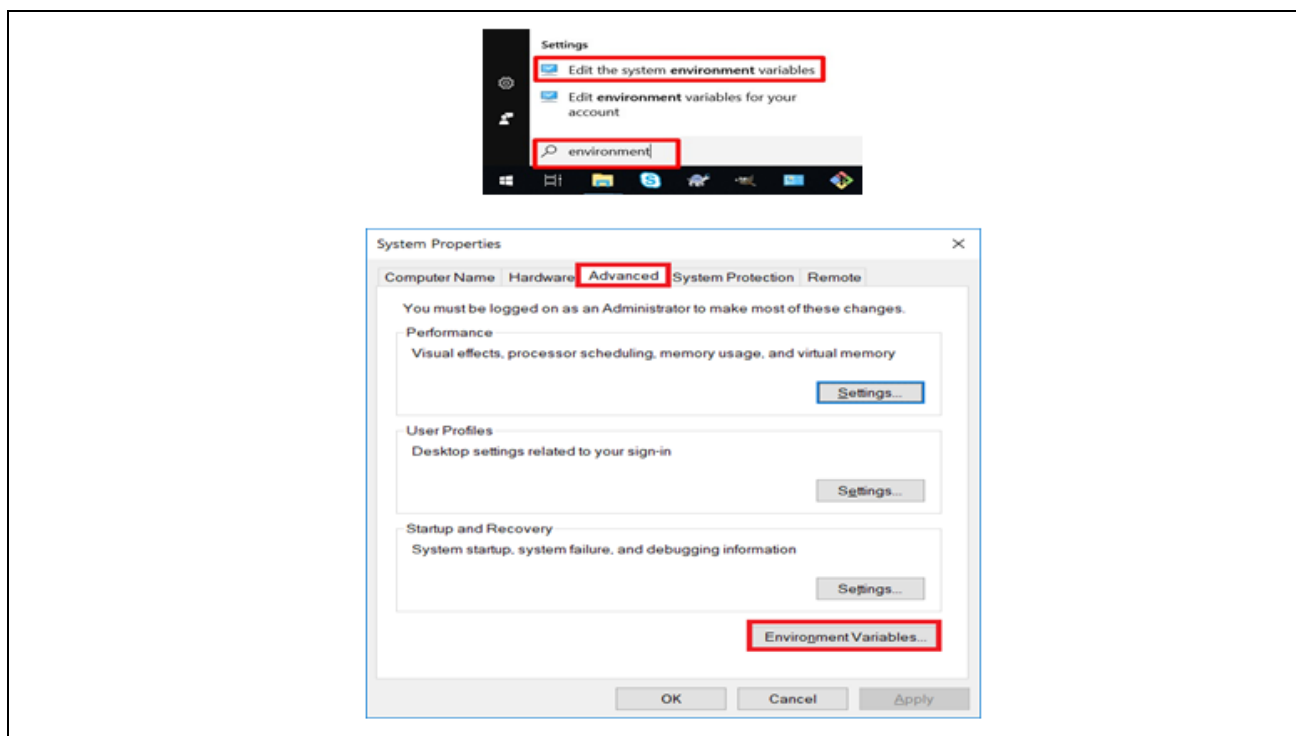 Settings
Edit the system environment variables
Edit environment variables for your
account
environment
System Properties
Computer Name Hardware Advanced System Protection Remote
You must be logged on as an Administrator to make most of these changes.
Performance
Visual effects, processor scheduling, memory usage, and virtual memory
Settings...
User Profiles
Desktop settings related to your sign-in
Settings...
Startup and Recovery
System startup, system failure, and debugging information
Settings...
Environment Variables...
OK Cancel Apply